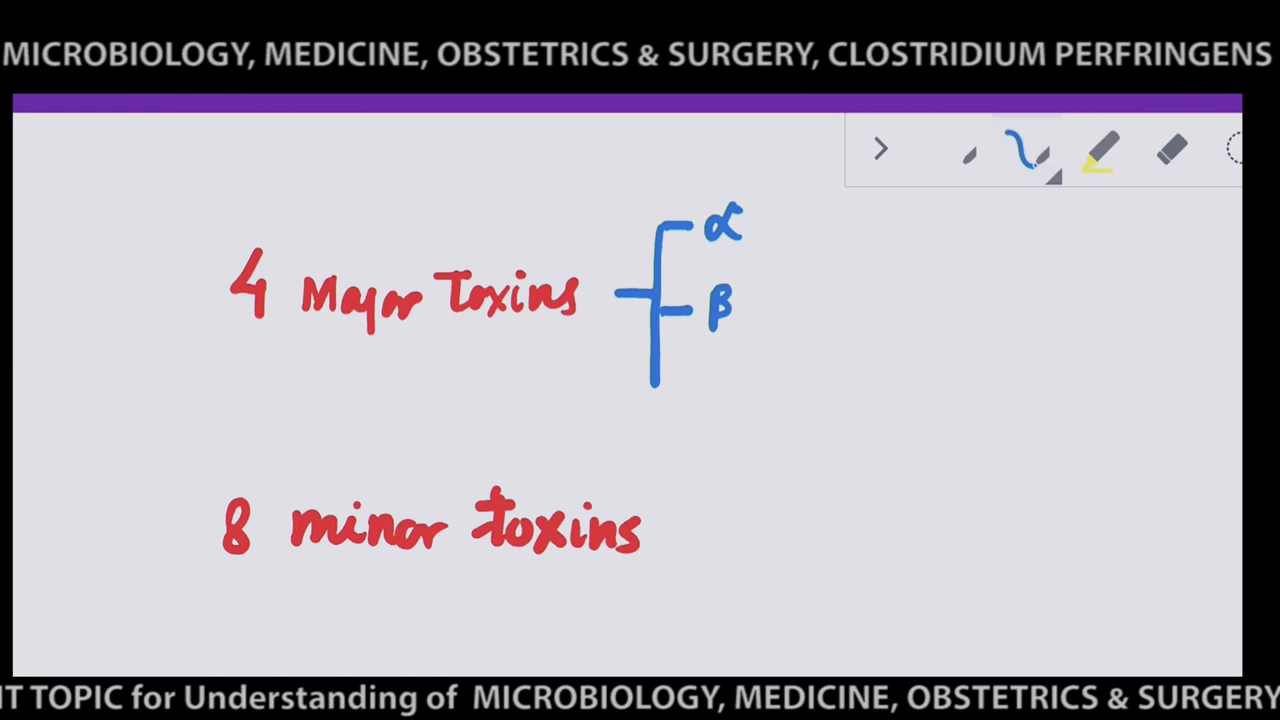 MICROBIOLOGY, MEDICINE, OBSTETRICS & SURGERY, CLOSTRIDIUM PERFRINGENS
α
4 Major Toxins
β
8 minor toxins
TOPIC for Understanding of MICROBIOLOGY, MEDICINE, OBSTETRICS & SURGERY